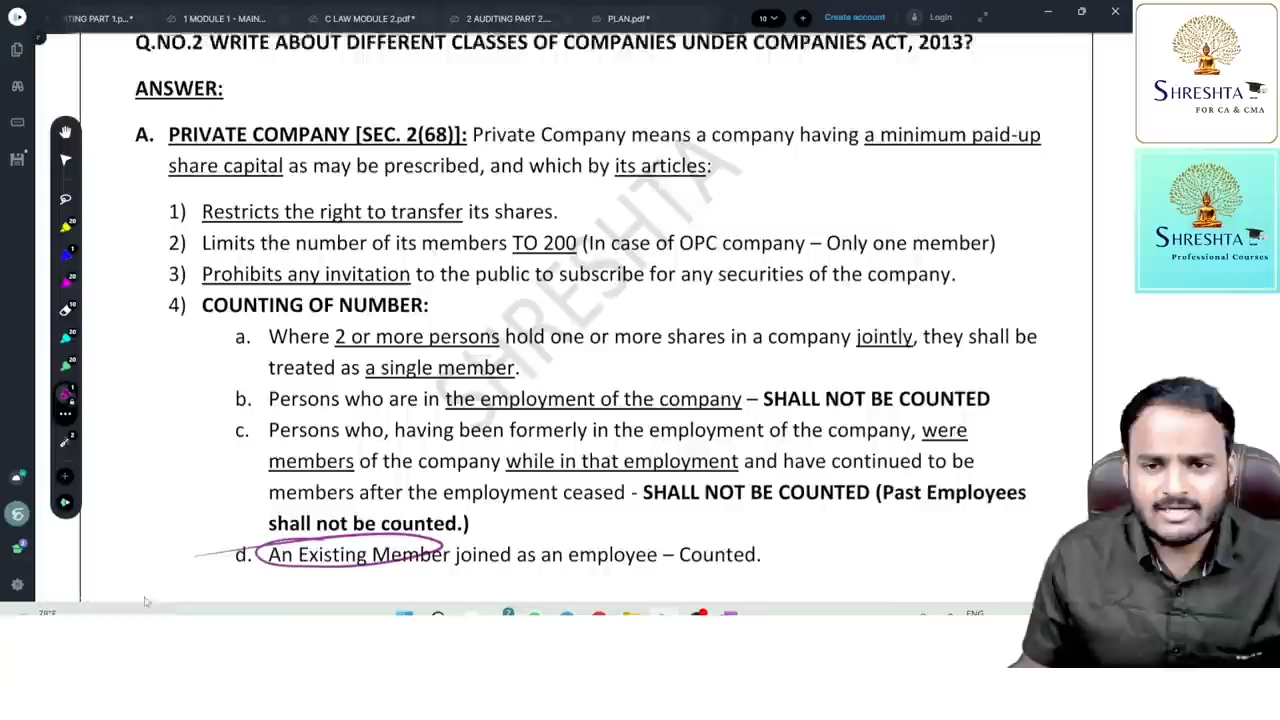 TING PART 1.p...*
1 MODULE 1 - MAIN...
C LAW MODULE 2.pdf*
2 AUDITING PART 2....
PLAN.pdf*
10
Create account
Login
Q.NO.2 WRITE ABOUT DIFFERENT CLASSES OF COMPANIES UNDER COMPANIES ACT, 2013?
ANSWER:
A. PRIVATE COMPANY [SEC. 2(68)]: Private Company means a company having a minimum paid-up
share capital as may be prescribed, and which by its articles:
1) Restricts the right to transfer its shares.
2) Limits the number of its members TO 200 (In case of OPC company – Only one member)
3) Prohibits any invitation to the public to subscribe for any securities of the company.
4) COUNTING OF NUMBER:
a. Where 2 or more persons hold one or more shares in a company jointly, they shall be
treated as a single member.
b. Persons who are in the employment of the company – SHALL NOT BE COUNTED
c. Persons who, having been formerly in the employment of the company, were
members of the company while in that employment and have continued to be
members after the employment ceased - SHALL NOT BE COUNTED (Past Employees
shall not be counted.)
d. An Existing Member joined as an employee – Counted.
SHRESHTA
78°F
ENG
SHRESHTA
FOR CA & CMA
SHRESHTA
Professional Courses